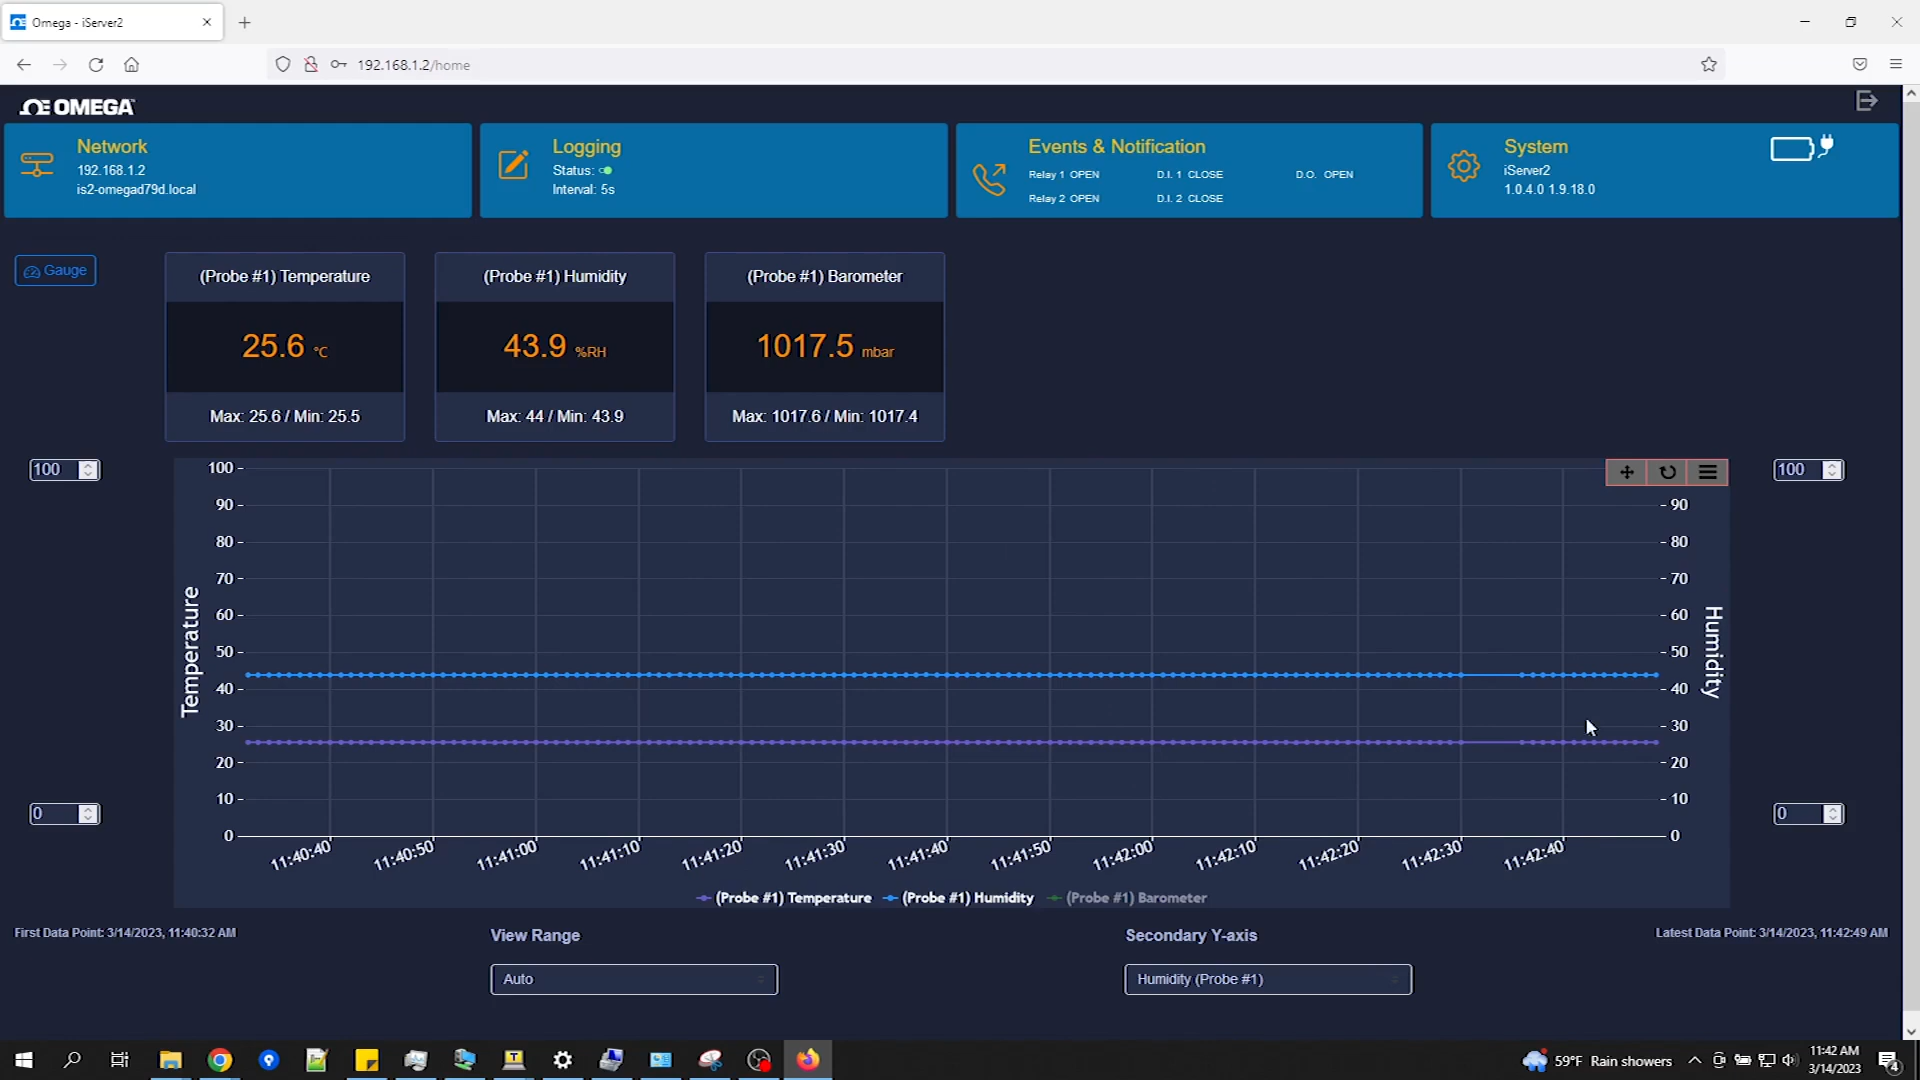 Omega - iServer2
192.168.1.2/home
OMEGA
Network
192.168.1.2
is2-omegad79d.local
Logging
Status:
Interval: 5s
Events & Notification
Relay 1 OPEN D.I. 1 CLOSE D.O. OPEN
Relay 2 OPEN D.I. 2 CLOSE
System
iServer2
1.0.4.0 1.9.18.0
Gauge
(Probe #1) Temperature
25.6 °C
Max: 25.6 / Min: 25.5
(Probe #1) Humidity
43.9 %RH
Max: 44 / Min: 43.9
(Probe #1) Barometer
1017.5 mbar
Max: 1017.6 / Min: 1017.4
100
0
Temperature
100
90
80
70
60
50
40
30
20
10
0
90
80
70
60
50
40
30
20
10
0
Humidity
100
0
11:40:40 11:40:50 11:41:00 11:41:10 11:41:20 11:41:30 11:41:40 11:41:50 11:42:00 11:42:10 11:42:20 11:42:30 11:42:40
(Probe #1) Temperature (Probe #1) Humidity (Probe #1) Barometer
First Data Point: 3/14/2023, 11:40:32 AM
View Range
Auto
Secondary Y-axis
Humidity (Probe #1)
Latest Data Point: 3/14/2023, 11:42:49 AM
59°F Rain showers
11:42 AM
3/14/2023
4